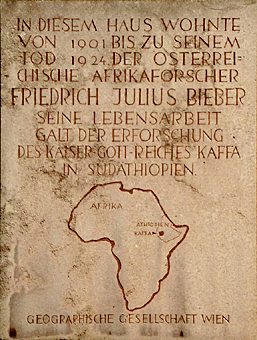 IN DIESEM HAUS WOHNTE
VON 1901 BIS ZU SEINEM
TOD 1924 DER ÖSTERREI-
CHISCHE AFRIKAFORSCHER
FRIEDRICH JULIUS BIEBER
SEINE LEBENSARBEIT
GALT DER ERFORSCHUNG
DES KAISER-GOTT-REICHES KAFFA
IN SÜDÄTHIOPIEN
AFRIKA
ÄTHIOPIEN
KAFFA
GEOGRAPHISCHE GESELLSCHAFT WIEN